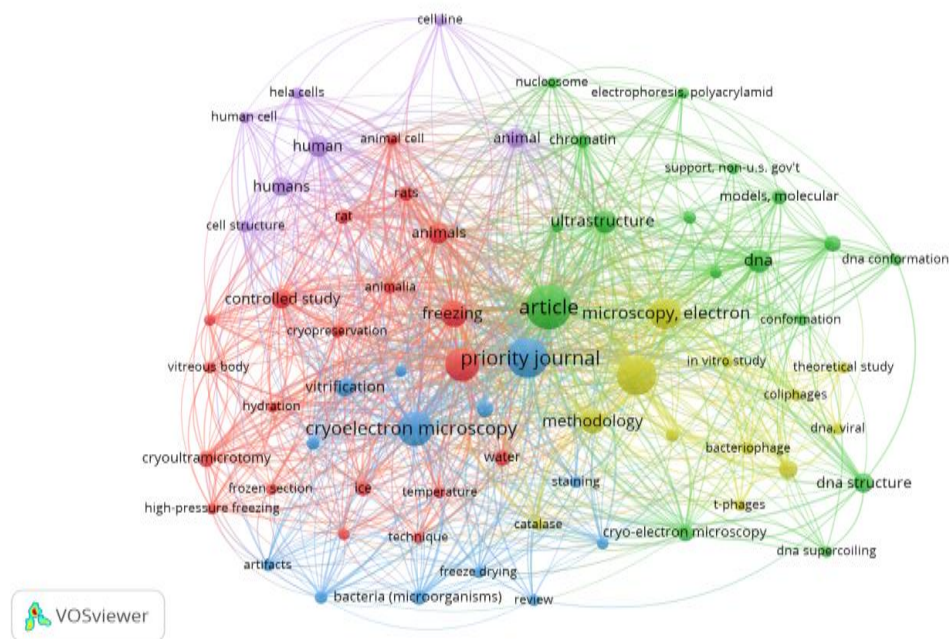 cell line
nucleosome
hela cells
electrophoresis, polyacrylamid
human cell
human
animal cell
animal
chromatin
support, non-u.s. gov't
humans
rats
models, molecular
rat
cell structure
animals
ultrastructure
dna
dna conformation
animalia
controlled study
freezing
article
microscopy, electron
cryopreservation
conformation
priority journal
vitreous body
in vitro study
theoretical study
vitrification
coliphages
hydration
cryoelectron microscopy
methodology
dna, viral
bacteriophage
cryoultramicrotomy
water
frozen section
ice
temperature
staining
dna structure
high-pressure freezing
t-phages
catalase
technique
cryo-electron microscopy
dna supercoiling
artifacts
freeze drying
bacteria (microorganisms)
review
VOSviewer